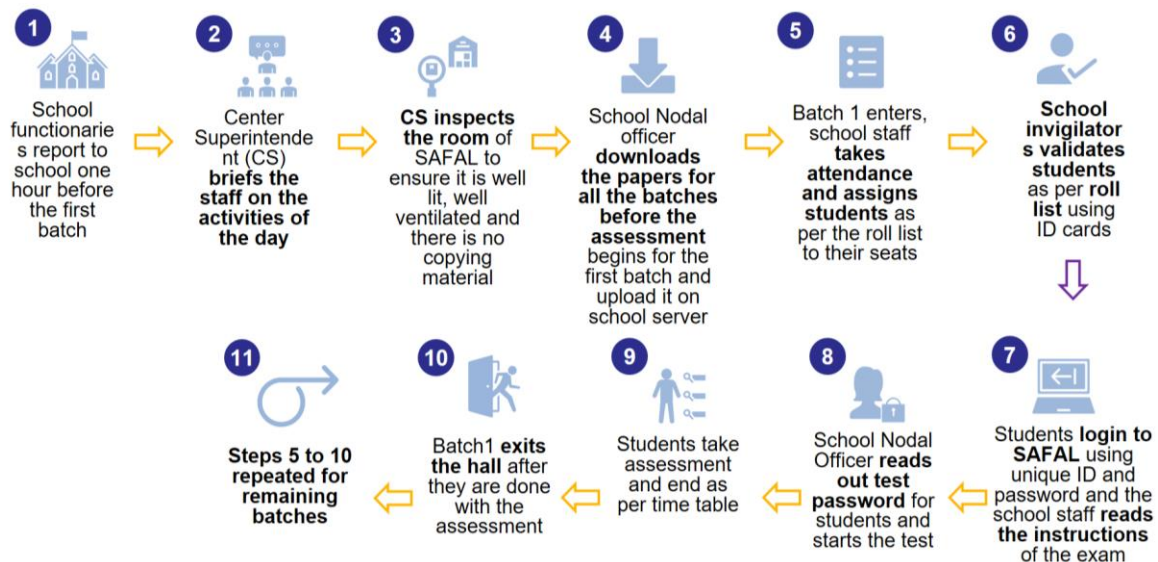 1
School
functionarie
s report to
school one
hour before
the first
batch
2
Center
Superintende
nt (CS)
briefs the
staff on the
activities of
the day
3
CS inspects
the room of
SAFAL to
ensure it is well
lit, well
ventilated and
there is no
copying
material
4
School Nodal
officer
downloads
the papers for
all the batches
before the
assessment
begins for the
first batch and
upload it on
school server
5
Batch 1 enters,
school staff
takes
attendance
and assigns
students as
per the roll list
to their seats
6
School
invigilator
s validates
students
as per roll
list using
ID cards
7
Students login to
SAFAL using
unique ID and
password and the
school staff reads
the instructions
of the exam
8
School Nodal
Officer reads
out test
password for
students and
starts the test
9
Students take
assessment
and end as
per time table
10
Batch1 exits
the hall after
they are done
with the
assessment
11
Steps 5 to 10
repeated for
remaining
batches